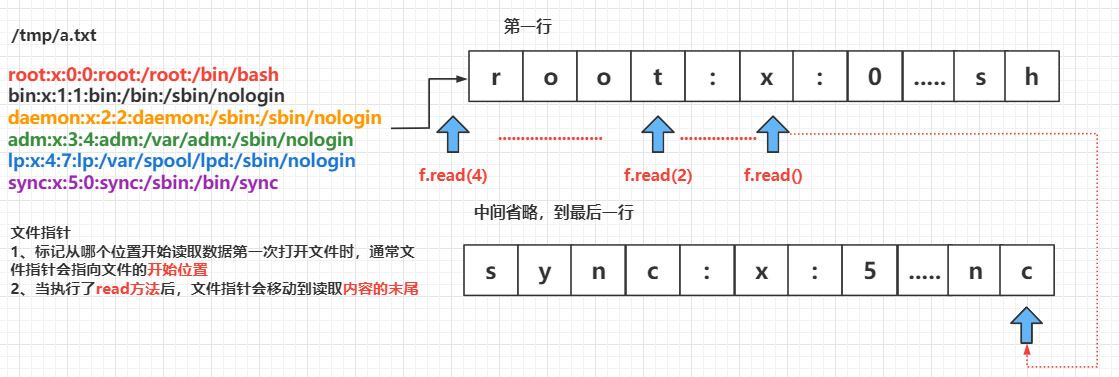 /tmp/a.txt
root:x:0:0:root:/root:/bin/bash
bin:x:1:1:bin:/bin:/sbin/nologin
daemon:x:2:2:daemon:/sbin:/sbin/nologin
adm:x:3:4:adm:/var/adm:/sbin/nologin
lp:x:4:7:lp:/var/spool/lpd:/sbin/nologin
sync:x:5:0:sync:/sbin:/bin/sync
文件指针
1、标记从哪个位置开始读取数据第一次打开文件时，通常文
件指针会指向文件的开始位置
2、当执行了read方法后，文件指针会移动到读取内容的末尾
第一行
r o o t : x : 0 ..... s h
f.read(4) f.read(2) f.read()
中间省略，到最后一行
s y n c : x : 5 ..... n c